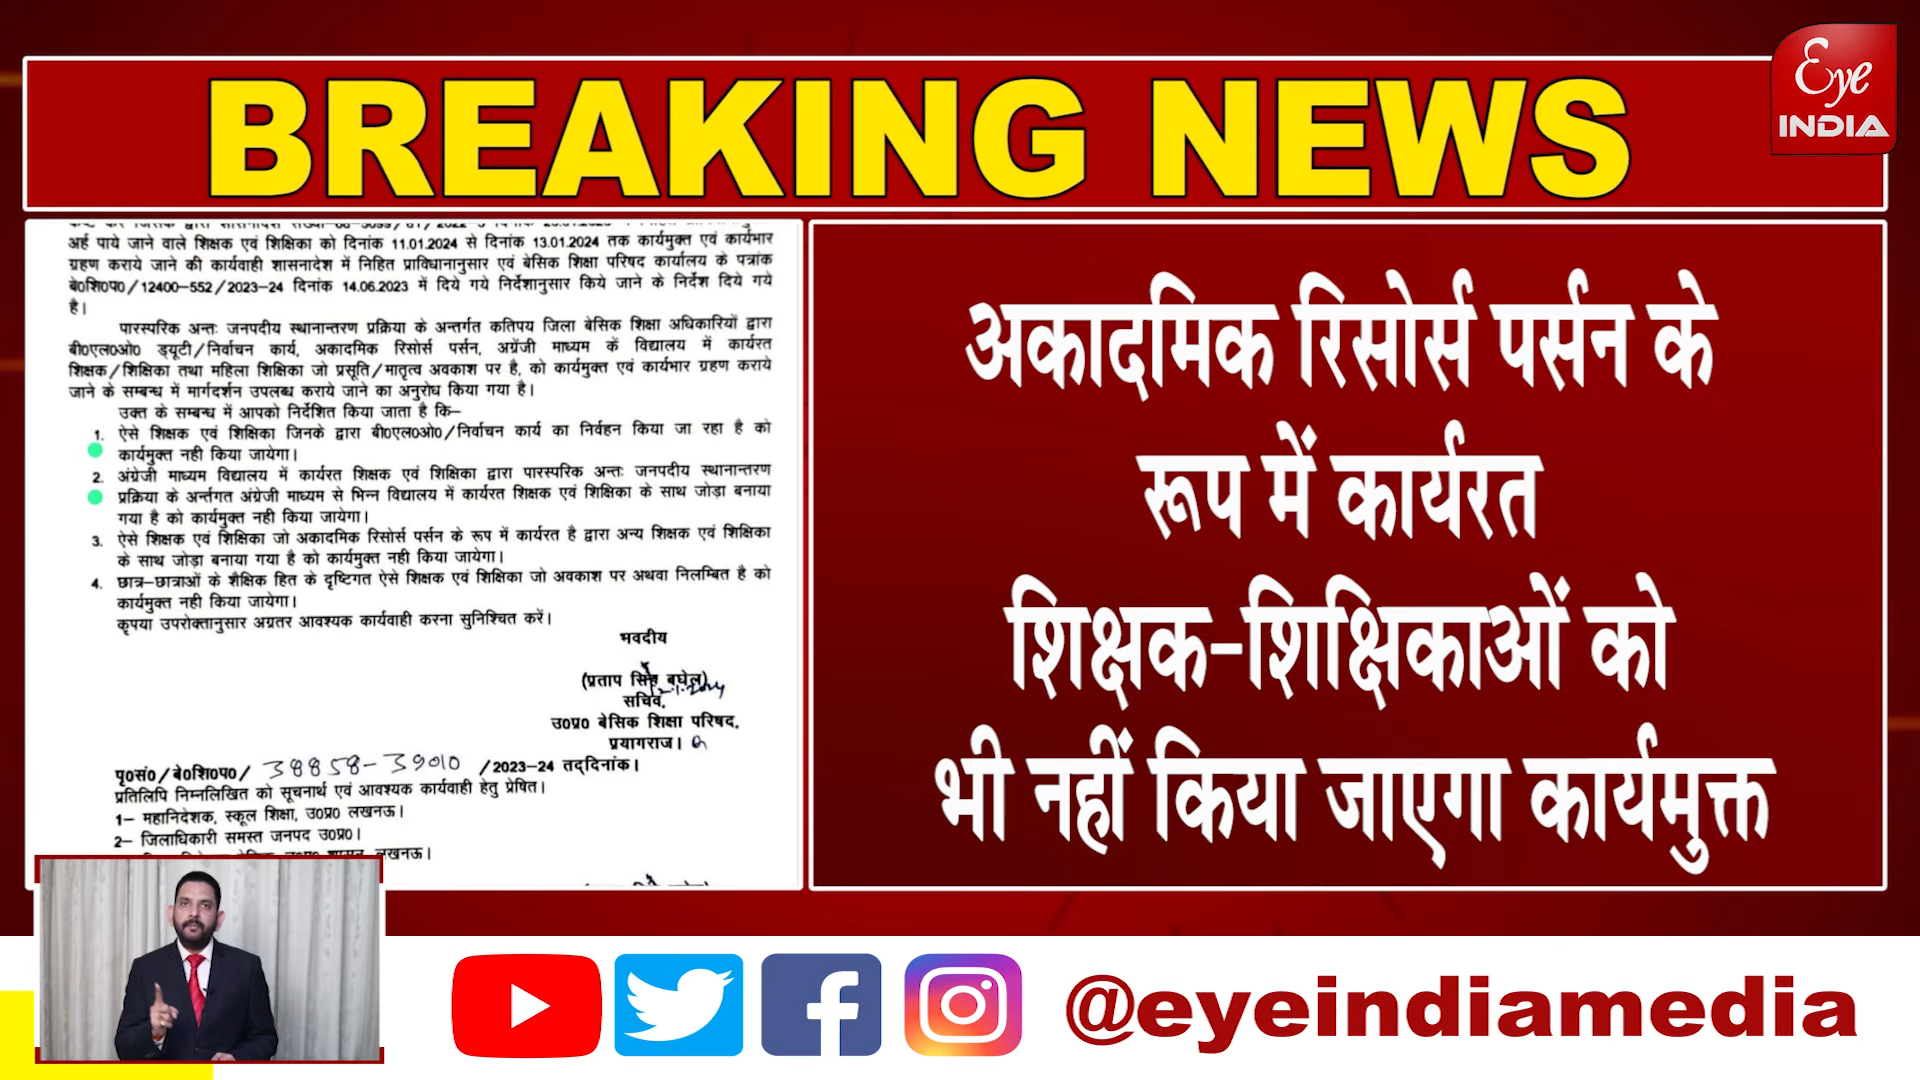 BREAKING NEWS
Eye
INDIA
अर्ह पाये जाने वाले शिक्षक एवं शिक्षिका को दिनांक 11.01.2024 से दिनांक 13.01.2024 तक कार्यमुक्त एवं कार्यभार
ग्रहण कराये जाने की कार्यवाही शासनादेश में निहित प्राविधानानुसार एवं बेसिक शिक्षा परिषद कार्यालय के पत्रांक
बे0शि0प0/12400-552/2023-24 दिनांक 14.06.2023 में दिये गये निर्देशानुसार किये जाने के निर्देश दिये गये
है।
पारस्परिक अन्तः जनपदीय स्थानान्तरण प्रक्रिया के अन्तर्गत कतिपय जिला बेसिक शिक्षा अधिकारियों द्वारा
बी0एल0ओ0 ड्यूटी/निर्वाचन कार्य, अकादमिक रिसोर्स पर्सन, अग्रेंजी माध्यम के विद्यालय में कार्यरत
शिक्षक/शिक्षिका तथा महिला शिक्षिका जो प्रसूति/मातृत्व अवकाश पर है, को कार्यमुक्त एवं कार्यभार ग्रहण कराये
जाने के सम्बन्ध में मार्गदर्शन उपलब्ध कराये जाने का अनुरोध किया गया है।
उक्त के सम्बन्ध में आपको निर्देशित किया जाता है कि–
1. ऐसे शिक्षक एवं शिक्षिका जिनके द्वारा बी0एल0ओ0/निर्वाचन कार्य का निर्वहन किया जा रहा है को
कार्यमुक्त नही किया जायेगा।
2. अंग्रेजी माध्यम विद्यालय में कार्यरत शिक्षक एवं शिक्षिका द्वारा पारस्परिक अन्तः जनपदीय स्थानान्तरण
प्रक्रिया के अर्न्तगत अंग्रेजी माध्यम से भिन्न विद्यालय में कार्यरत शिक्षक एवं शिक्षिका के साथ जोड़ा बनाया
गया है को कार्यमुक्त नही किया जायेगा।
3. ऐसे शिक्षक एवं शिक्षिका जो अकादमिक रिसोर्स पर्सन के रूप में कार्यरत है द्वारा अन्य शिक्षक एवं शिक्षिका
के साथ जोड़ा बनाया गया है को कार्यमुक्त नही किया जायेगा।
4. छात्र–छात्राओं के शैक्षिक हित के दृष्टिगत ऐसे शिक्षक एवं शिक्षिका जो अवकाश पर अथवा निलम्बित है को
कार्यमुक्त नही किया जायेगा।
कृपया उपरोक्तानुसार अग्रतर आवश्यक कार्यवाही करना सुनिश्चित करें।
भवदीय
(प्रताप सिंह बघेल)
सचिव,
उ0प्र0 बेसिक शिक्षा परिषद,
प्रयागराज।
पृ0सं0/बे0शि0प0/ 38858-39010 /2023-24 तद्दिनांक।
प्रतिलिपि निम्नलिखित को सूचनार्थ एवं आवश्यक कार्यवाही हेतु प्रेषित।
1– महानिदेशक, स्कूल शिक्षा, उ0प्र0 लखनऊ।
2– जिलाधिकारी समस्त जनपद उ0प्र0।
लखनऊ।
अकादमिक रिसोर्स पर्सन के
रूप में कार्यरत
शिक्षक-शिक्षिकाओं को
भी नहीं किया जाएगा कार्यमुक्त
@eyeindiamedia